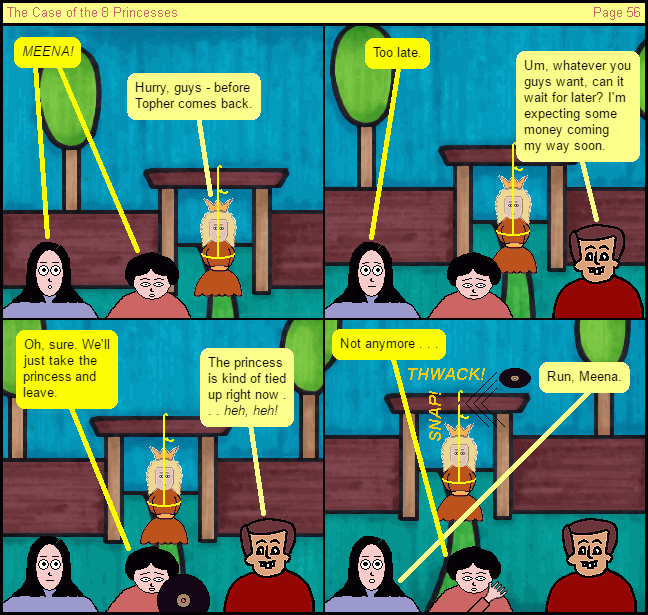 The Case of the 8 Princesses
Page 56
MEENA!
Hurry, guys - before
Topher comes back.
Too late.
Um, whatever you
guys want, can it
wait for later? I'm
expecting some
money coming
my way soon.
Oh, sure. We'll
just take the
princess and
leave.
The princess
is kind of tied
up right now .
. . heh, heh!
Not anymore . . .
THWACK!
SNAP!
Run, Meena.